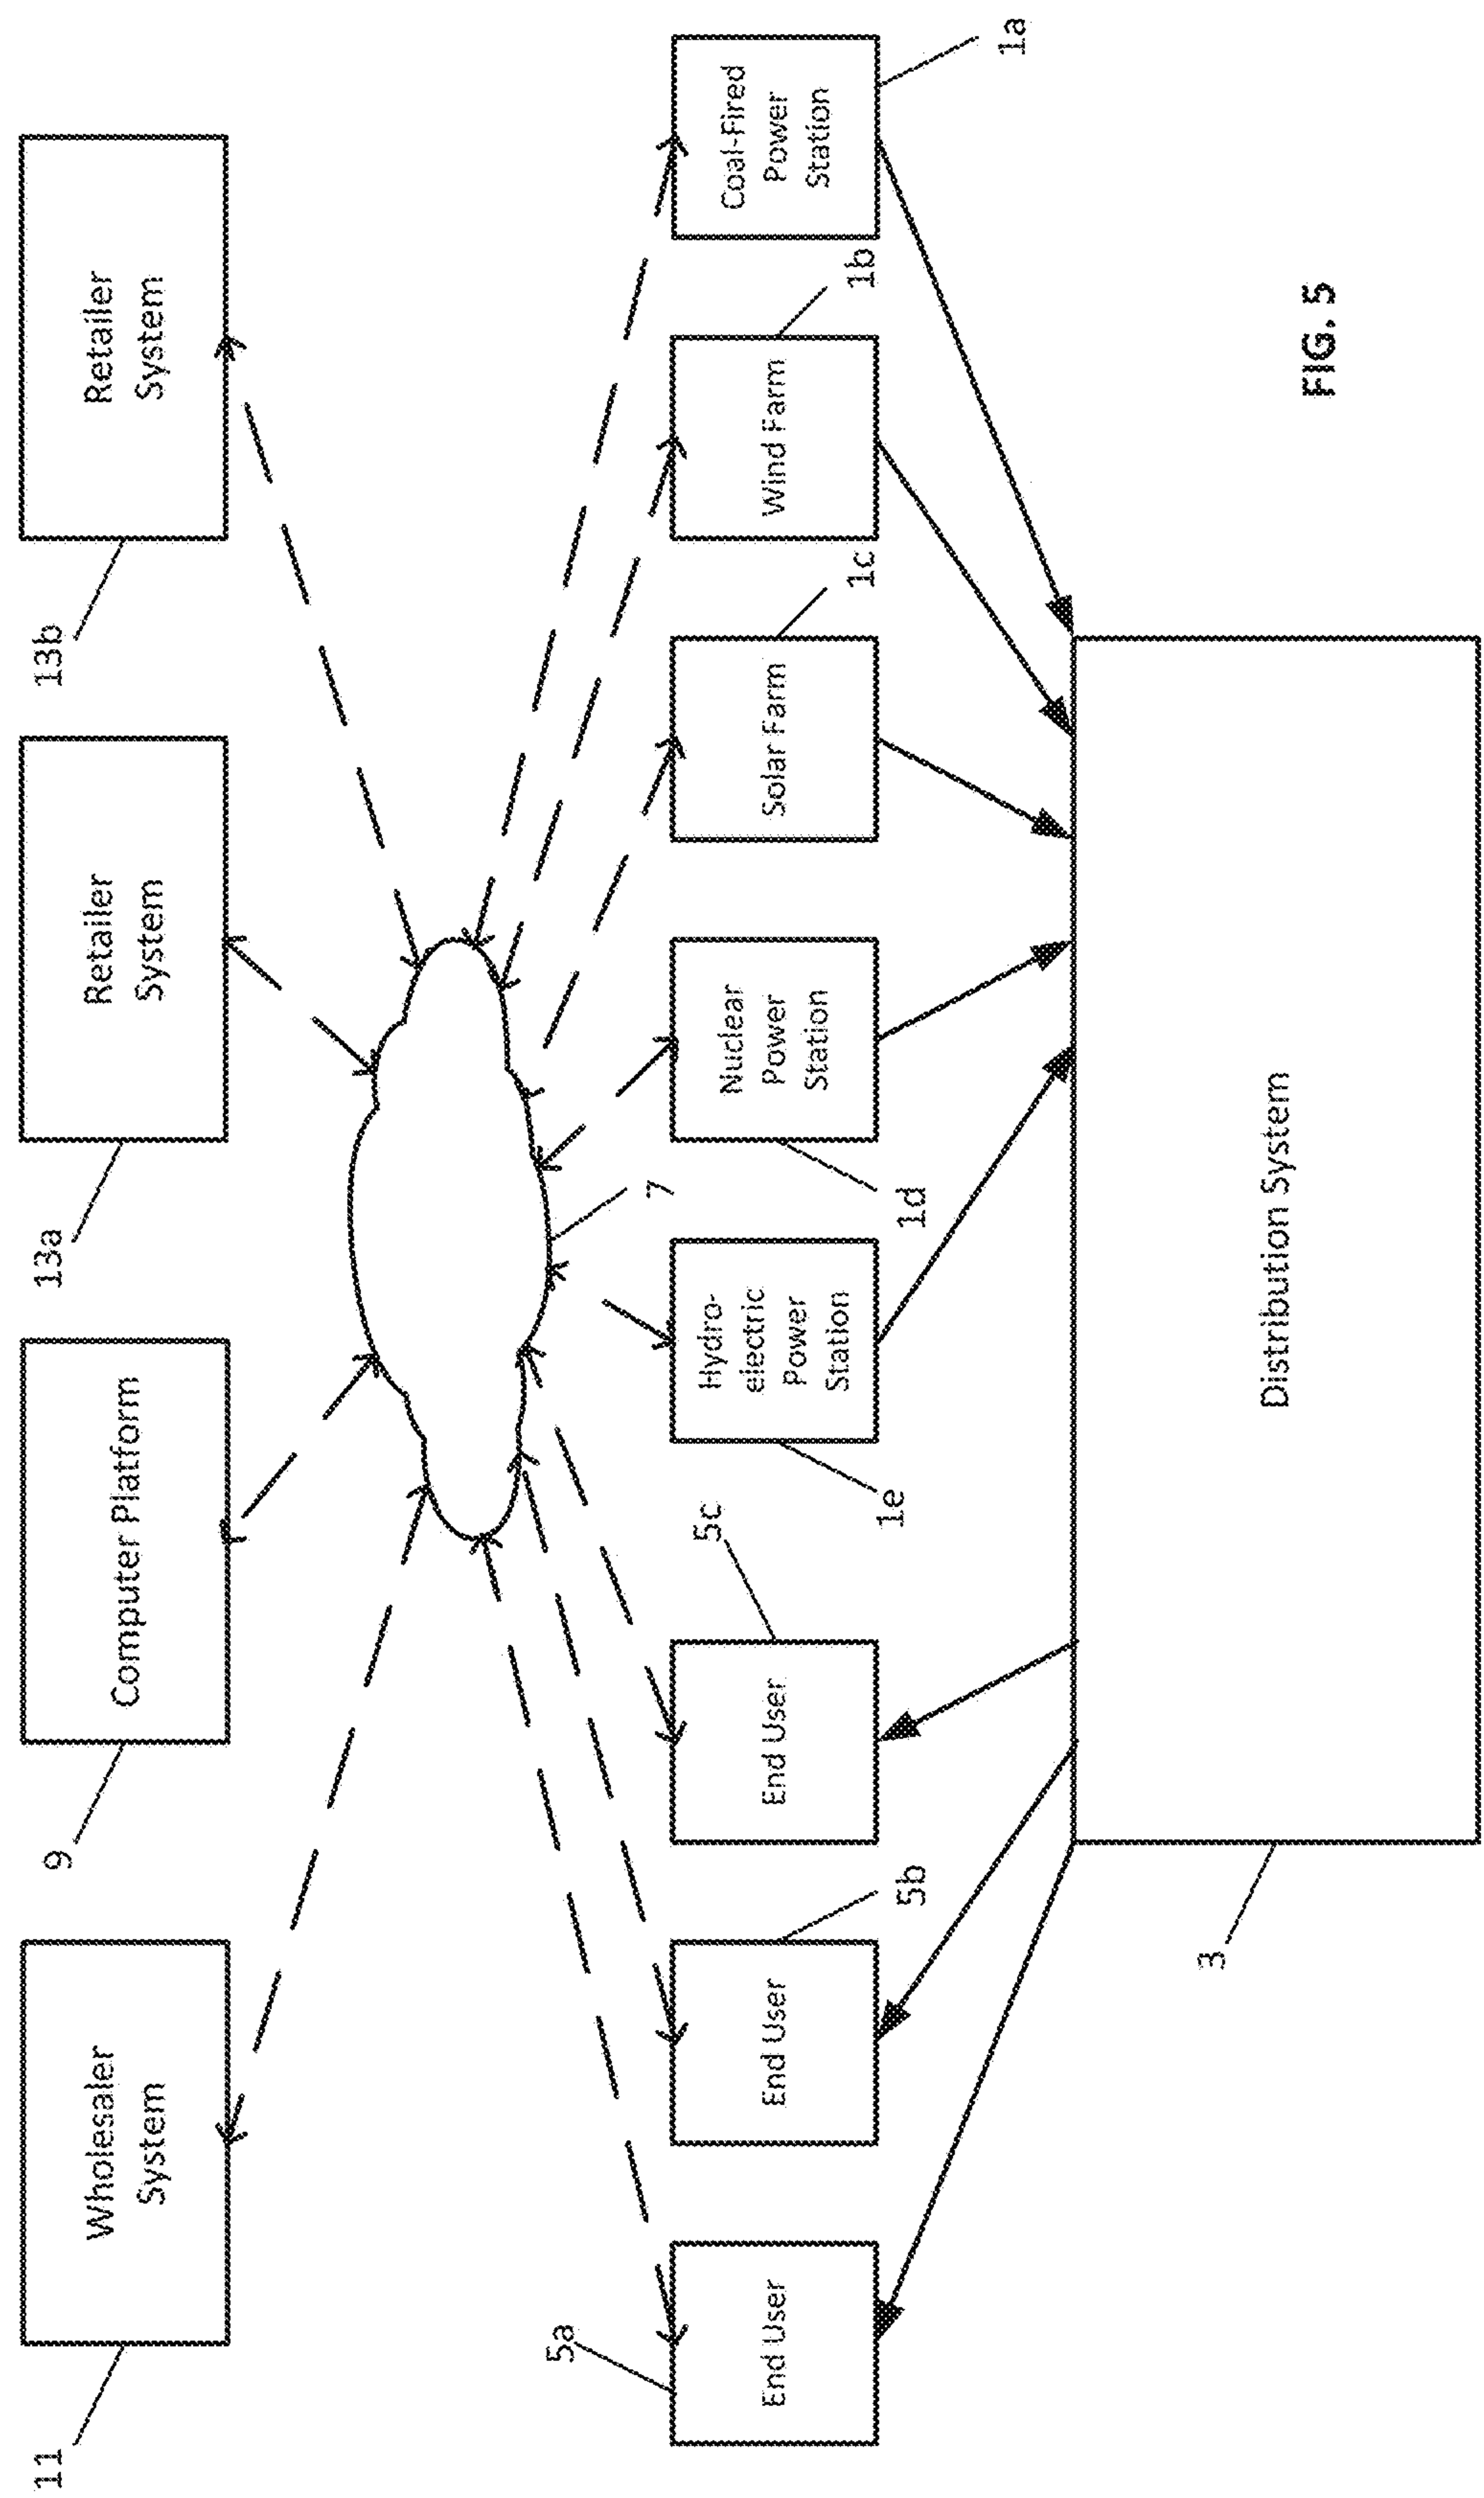 11
Wholesaler
System
9
Computer Platform
13a
Retailer
System
13b
Retailer
System
7
5a
End User
End User
5b
5c
End User
Hydro-
electric
Power
Station
1e
Nuclear
Power
Station
1d
Solar Farm
1c
Wind Farm
1b
Coal-Fired
Power
Station
1a
3
Distribution System
FIG. 5